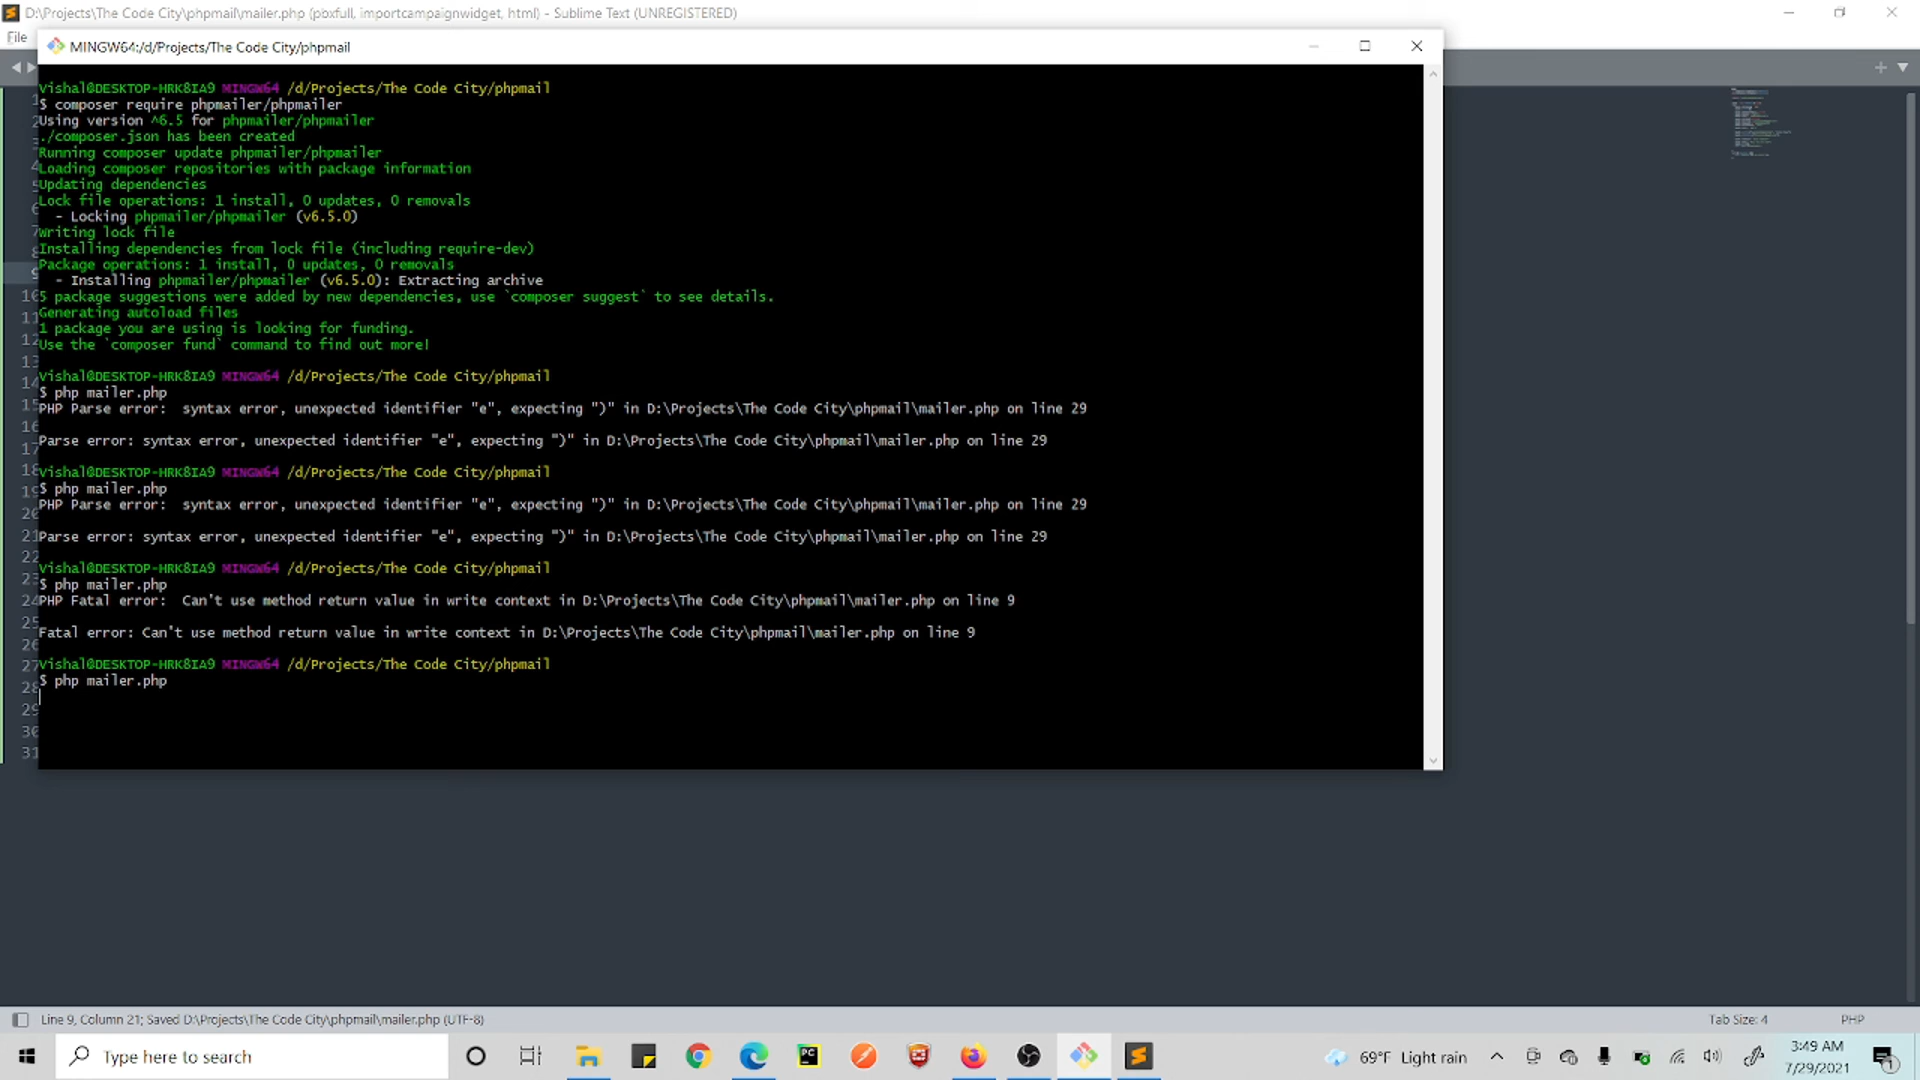 D:\Projects\The Code City\phpmail\mailer.php (pbxfull, importcampaignwidget, html) - Sublime Text (UNREGISTERED)
File
MINGW64:/d/Projects/The Code City/phpmail
Vishal@DESKTOP-HRK8IA9 MINGW64 /d/Projects/The Code City/phpmail
$ composer require phpmailer/phpmailer
Using version ^6.5 for phpmailer/phpmailer
./composer.json has been created
Running composer update phpmailer/phpmailer
Loading composer repositories with package information
Updating dependencies
Lock file operations: 1 install, 0 updates, 0 removals
- Locking phpmailer/phpmailer (v6.5.0)
Writing lock file
Installing dependencies from lock file (including require-dev)
Package operations: 1 install, 0 updates, 0 removals
- Installing phpmailer/phpmailer (v6.5.0): Extracting archive
5 package suggestions were added by new dependencies, use `composer suggest` to see details.
Generating autoload files
1 package you are using is looking for funding.
Use the `composer fund` command to find out more!
Vishal@DESKTOP-HRK8IA9 MINGW64 /d/Projects/The Code City/phpmail
$ php mailer.php
PHP Parse error:  syntax error, unexpected identifier "e", expecting ")" in D:\Projects\The Code City\phpmail\mailer.php on line 29
Parse error: syntax error, unexpected identifier "e", expecting ")" in D:\Projects\The Code City\phpmail\mailer.php on line 29
Vishal@DESKTOP-HRK8IA9 MINGW64 /d/Projects/The Code City/phpmail
$ php mailer.php
PHP Parse error:  syntax error, unexpected identifier "e", expecting ")" in D:\Projects\The Code City\phpmail\mailer.php on line 29
Parse error: syntax error, unexpected identifier "e", expecting ")" in D:\Projects\The Code City\phpmail\mailer.php on line 29
Vishal@DESKTOP-HRK8IA9 MINGW64 /d/Projects/The Code City/phpmail
$ php mailer.php
PHP Fatal error:  Can't use method return value in write context in D:\Projects\The Code City\phpmail\mailer.php on line 9
Fatal error: Can't use method return value in write context in D:\Projects\The Code City\phpmail\mailer.php on line 9
Vishal@DESKTOP-HRK8IA9 MINGW64 /d/Projects/The Code City/phpmail
$ php mailer.php
29
30
31
Line 9, Column 21; Saved D:\Projects\The Code City\phpmail\mailer.php (UTF-8)
Tab Size: 4
PHP
Type here to search
69°F Light rain
3:49 AM
7/29/2021